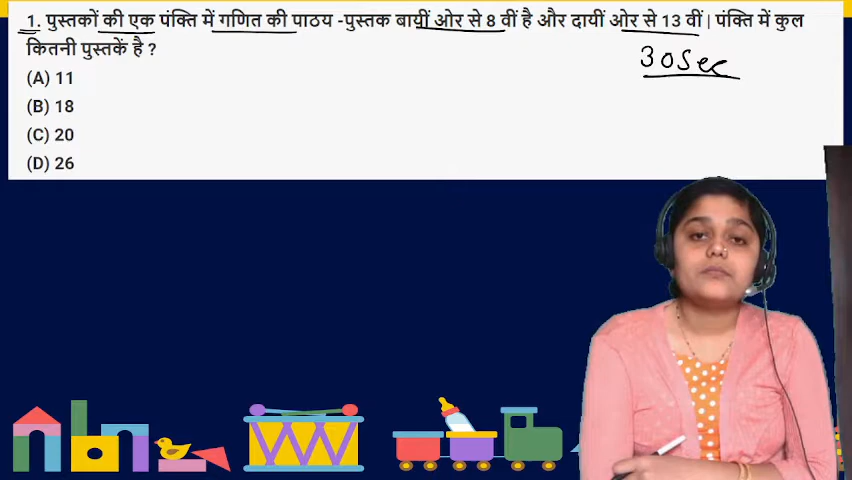 1. पुस्तकों की एक पंक्ति में गणित की पाठय -पुस्तक बायीं ओर से 8 वीं है और दायीं ओर से 13 वीं | पंक्ति में कुल
कितनी पुस्तकें है ?
30Sec
(A) 11
(B) 18
(C) 20
(D) 26